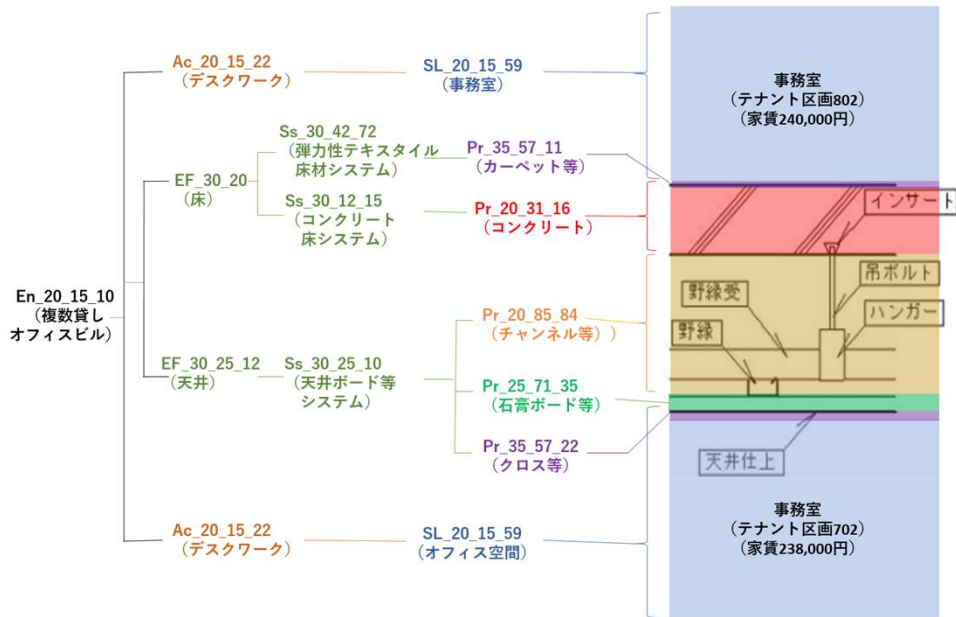 Ac_20_15_22
（デスクワーク）
SL_20_15_59
（事務室）
事務室
（テナント区画802）
（家賃240,000円）
Ss_30_42_72
（弾力性テキスタイル
床材システム）
Pr_35_57_11
（カーペット等）
EF_30_20
（床）
Ss_30_12_15
（コンクリート
床システム）
Pr_20_31_16
（コンクリート）
インサート
吊ボルト
野縁受
ハンガー
野縁
En_20_15_10
（複数貸し
オフィスビル）
Pr_20_85_84
（チャンネル等））
EF_30_25_12
（天井）
Ss_30_25_10
（天井ボード等
システム）
Pr_25_71_35
（石膏ボード等）
Pr_35_57_22
（クロス等）
天井仕上
Ac_20_15_22
（デスクワーク）
SL_20_15_59
（オフィス空間）
事務室
（テナント区画702）
（家賃238,000円）